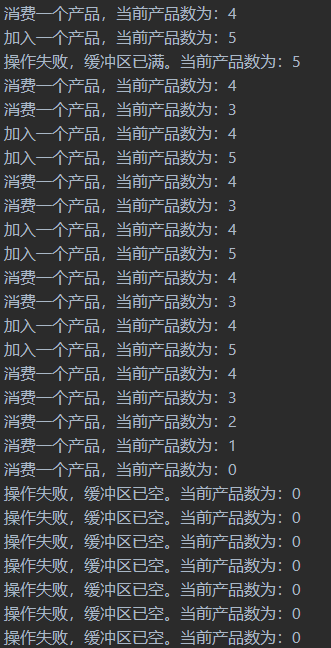 消费一个产品，当前产品数为：4
加入一个产品，当前产品数为：5
操作失败，缓冲区已满。当前产品数为：5
消费一个产品，当前产品数为：4
消费一个产品，当前产品数为：3
加入一个产品，当前产品数为：4
加入一个产品，当前产品数为：5
消费一个产品，当前产品数为：4
消费一个产品，当前产品数为：3
加入一个产品，当前产品数为：4
加入一个产品，当前产品数为：5
消费一个产品，当前产品数为：4
消费一个产品，当前产品数为：3
加入一个产品，当前产品数为：4
加入一个产品，当前产品数为：5
消费一个产品，当前产品数为：4
消费一个产品，当前产品数为：3
消费一个产品，当前产品数为：2
消费一个产品，当前产品数为：1
消费一个产品，当前产品数为：0
操作失败，缓冲区已空。当前产品数为：0
操作失败，缓冲区已空。当前产品数为：0
操作失败，缓冲区已空。当前产品数为：0
操作失败，缓冲区已空。当前产品数为：0
操作失败，缓冲区已空。当前产品数为：0
操作失败，缓冲区已空。当前产品数为：0
操作失败，缓冲区已空。当前产品数为：0